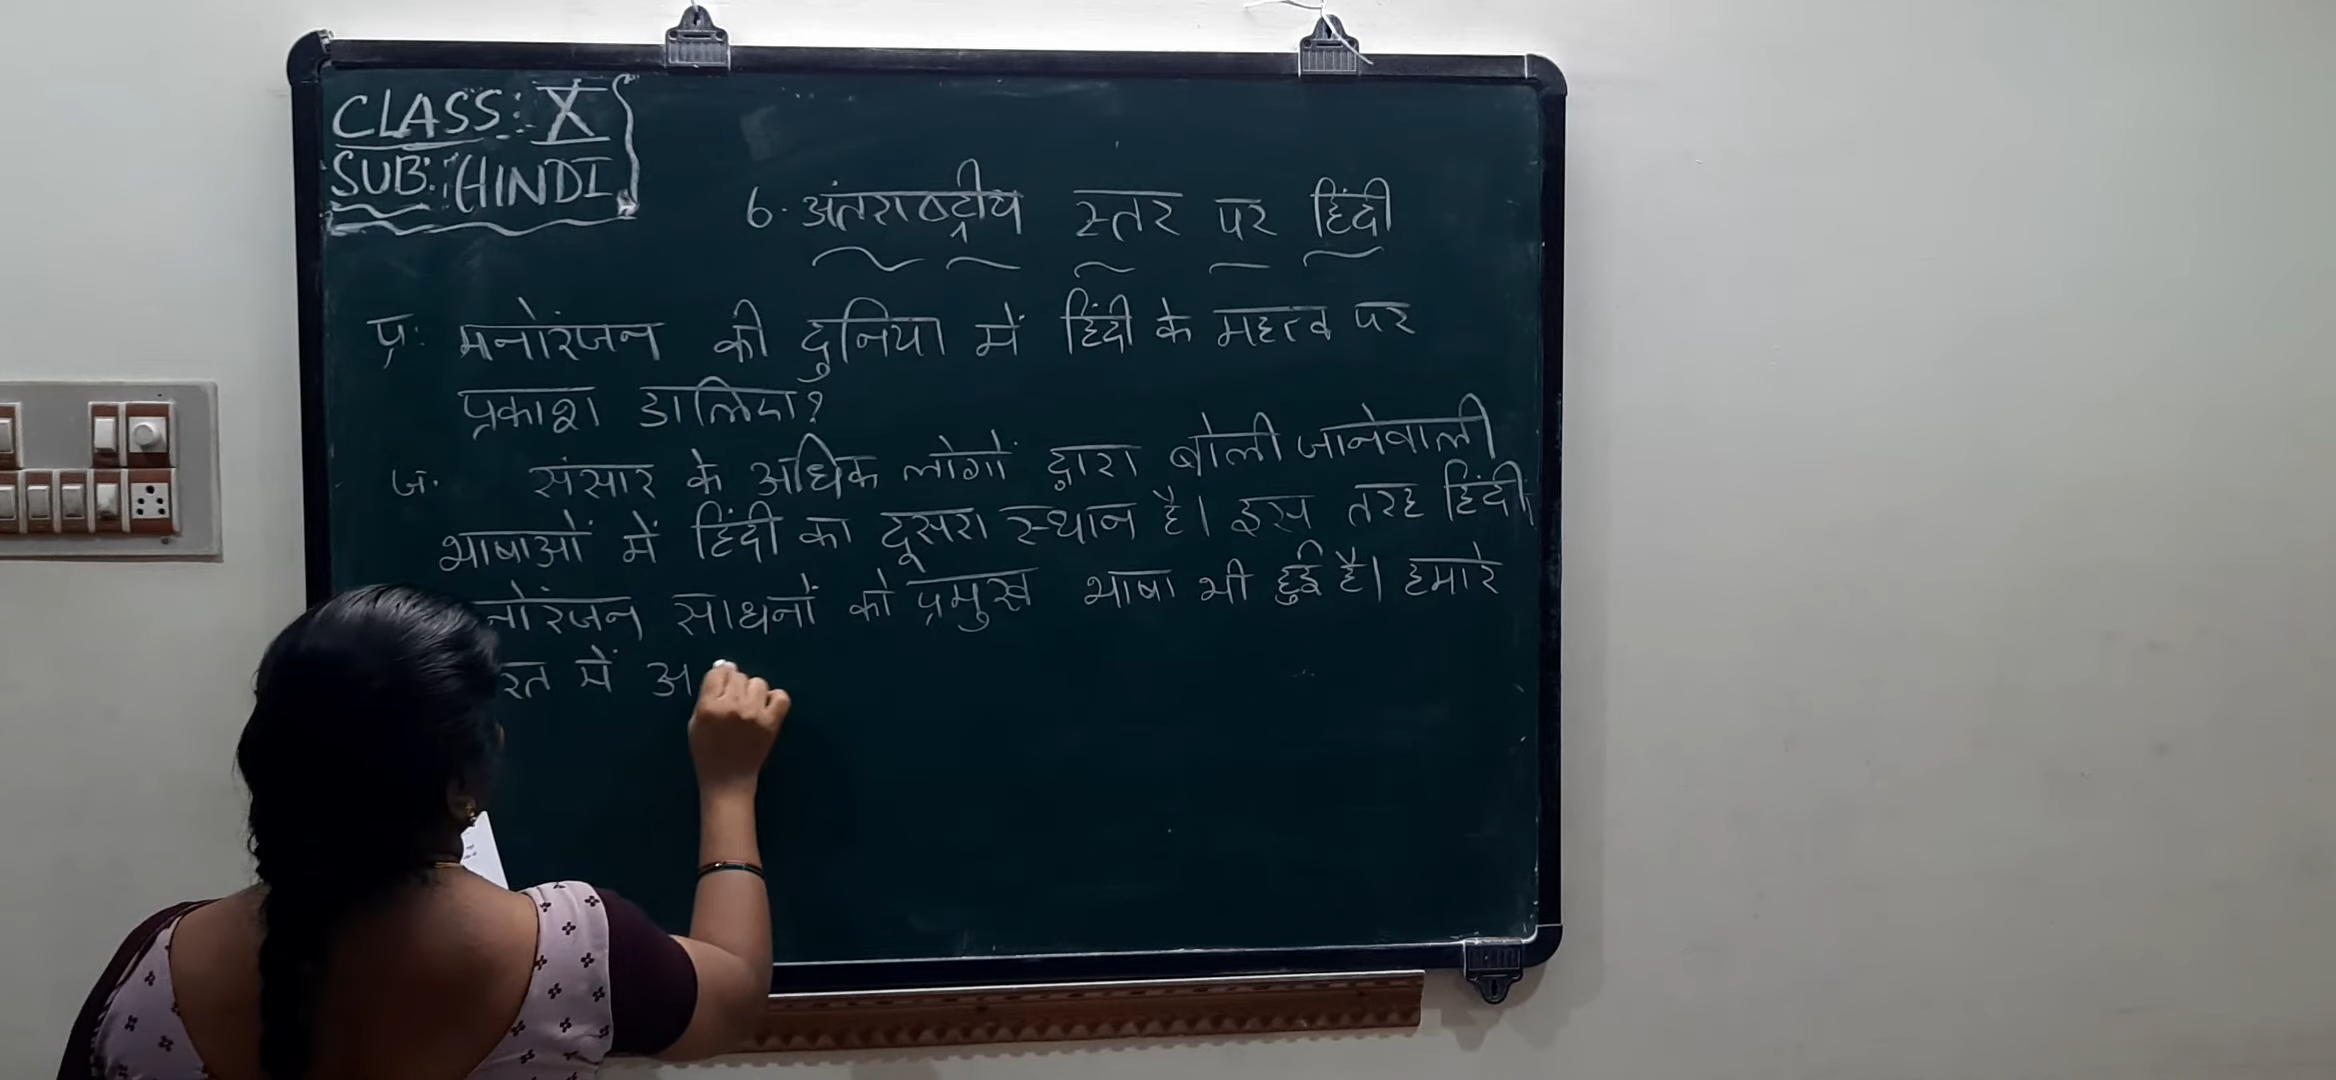 CLASS: X
SUB: HINDI
6. अंतराष्ट्रीय स्तर पर हिंदी
प्र: मनोरंजन की दुनिया में हिंदी के महत्व पर
प्रकाश डालिए?
ज. संसार के अधिक लोगों द्वारा बोली जानेवाली
भाषाओं में हिंदी का दूसरा स्थान है। इस तरह हिंदी
नोरंजन साधनों को प्रमुख भाषा भी हुई है। हमारे
रत में अ